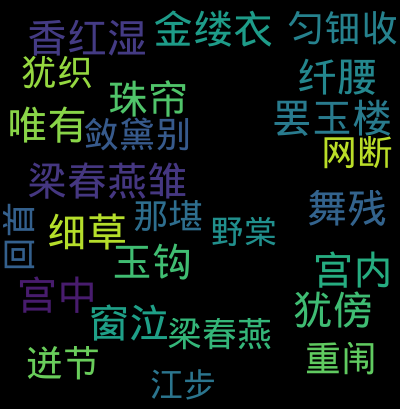 香红湿
金缕衣
匀钿收
犹织
纤腰
珠帘
罢玉楼
唯有
敛黛别
网断
梁春燕雏
舞残
那堪
回首
细草
野棠
玉钩
宫内
宫中
犹傍
窗泣
梁春燕
迸节
重闱
江步